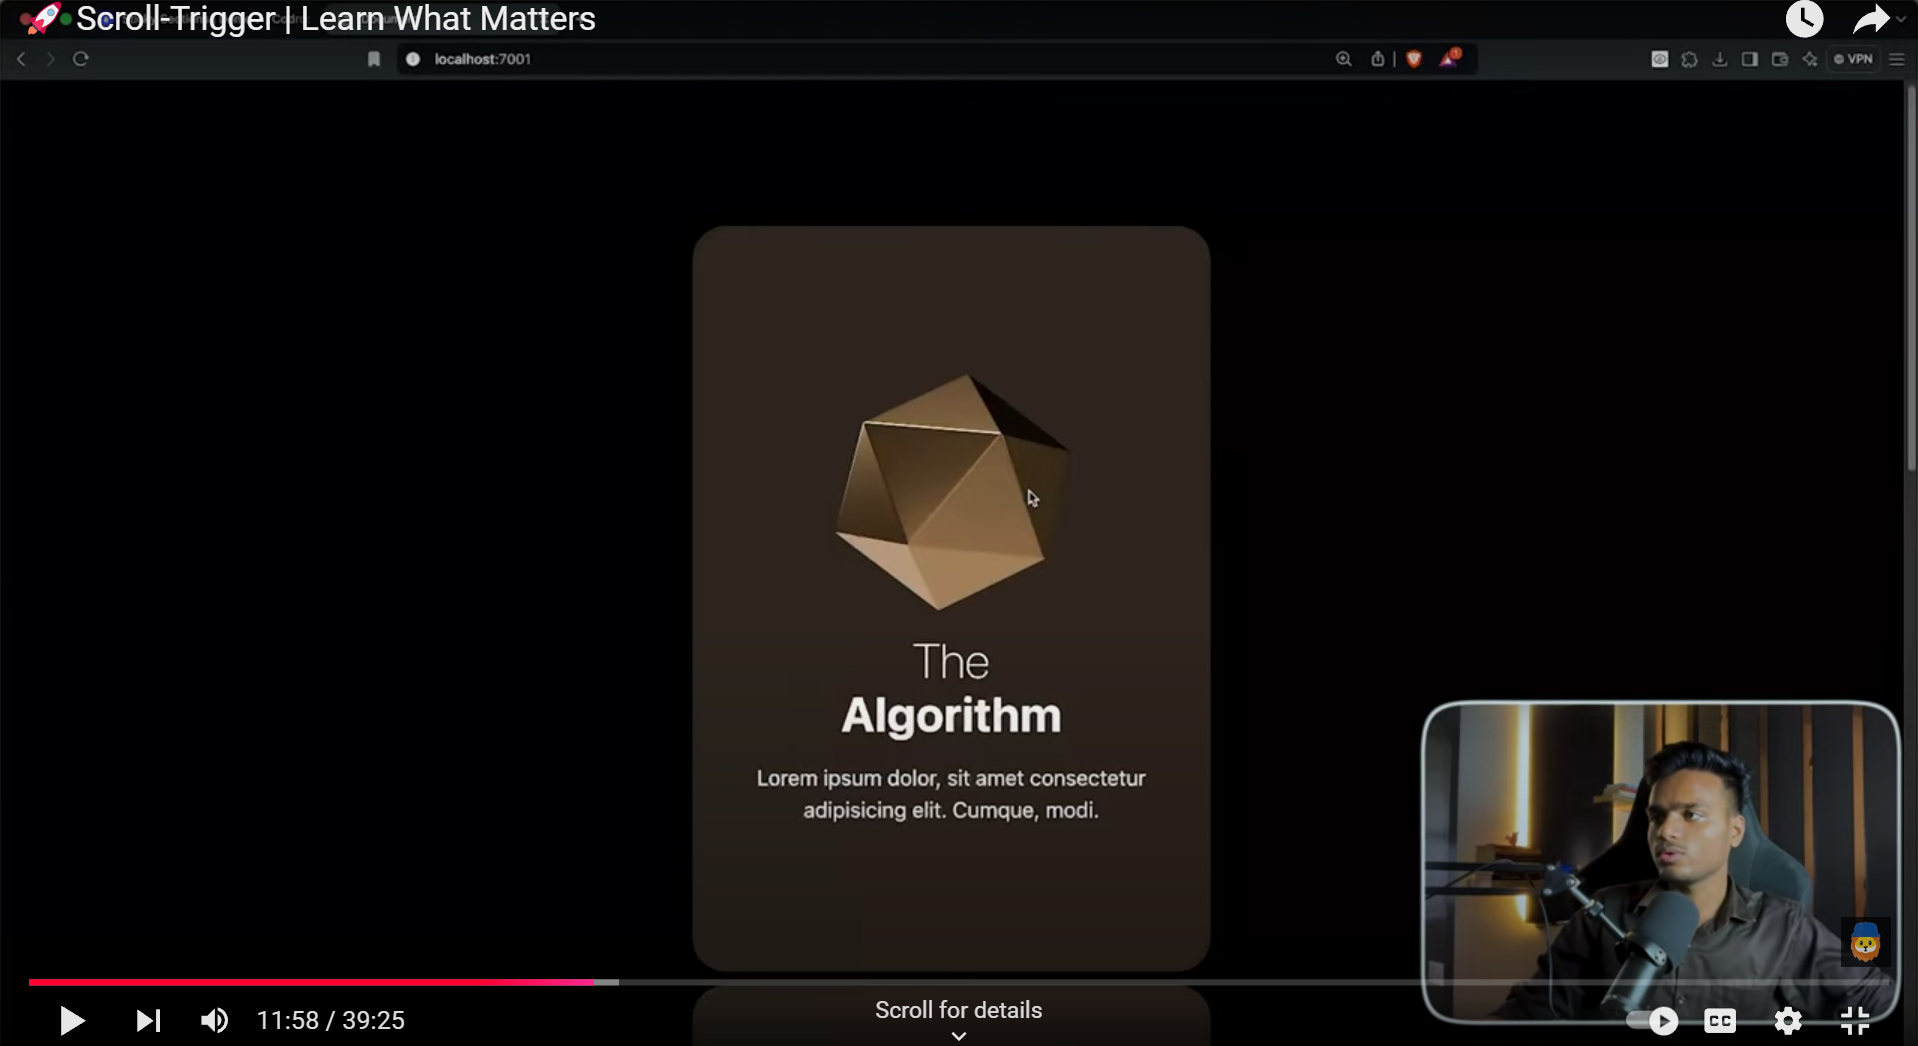 🚀 Scroll-Trigger | Learn What Matters
localhost:7001
1
VPN
The
Algorithm
Lorem ipsum dolor, sit amet consectetur
adipisicing elit. Cumque, modi.
11:58 / 39:25
Scroll for details
CC